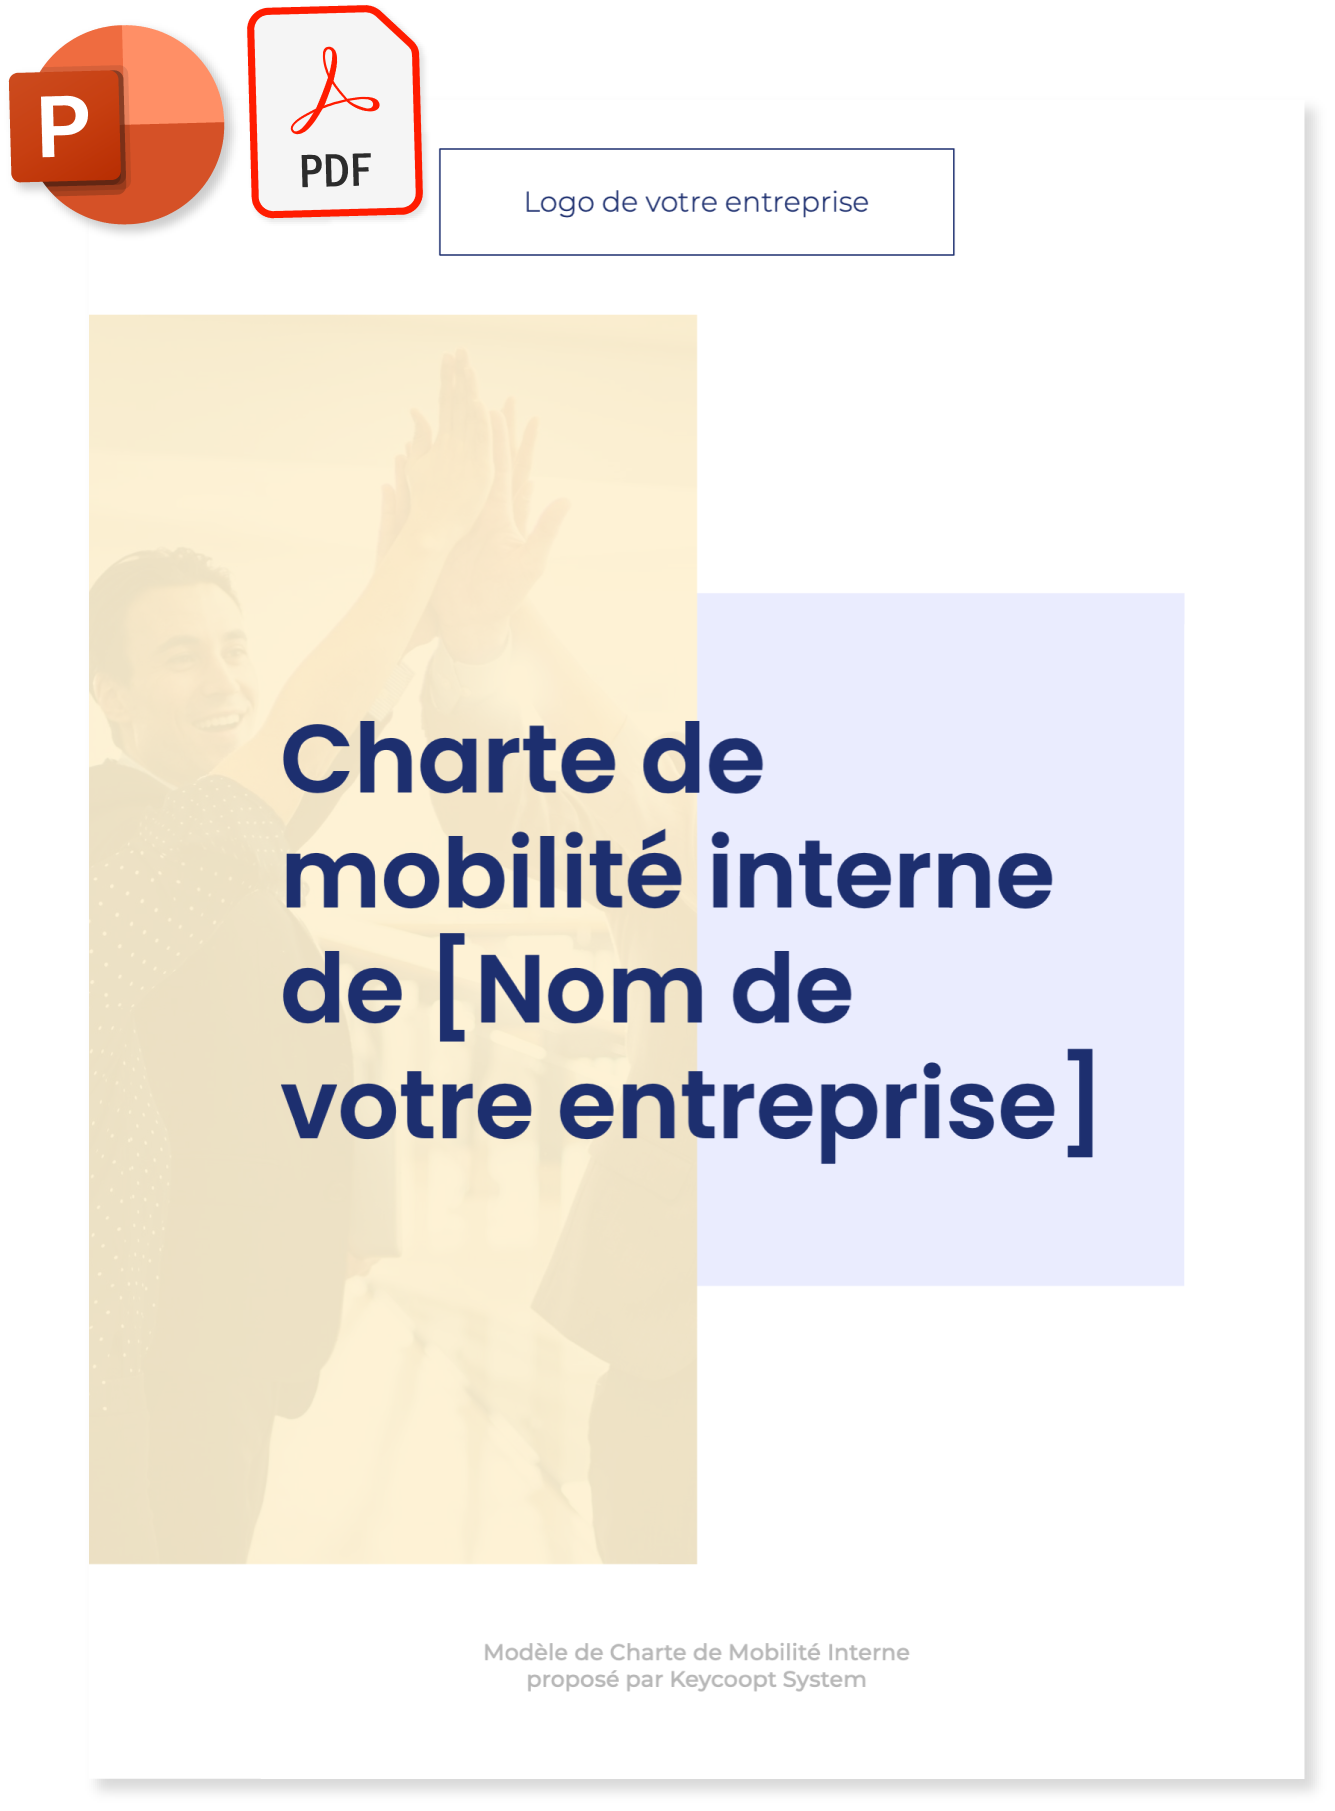 P
PDF
Logo de votre entreprise
Charte de
mobilité interne
de [Nom de
votre entreprise]
Modèle de Charte de Mobilité Interne
proposé par Keycoopt System